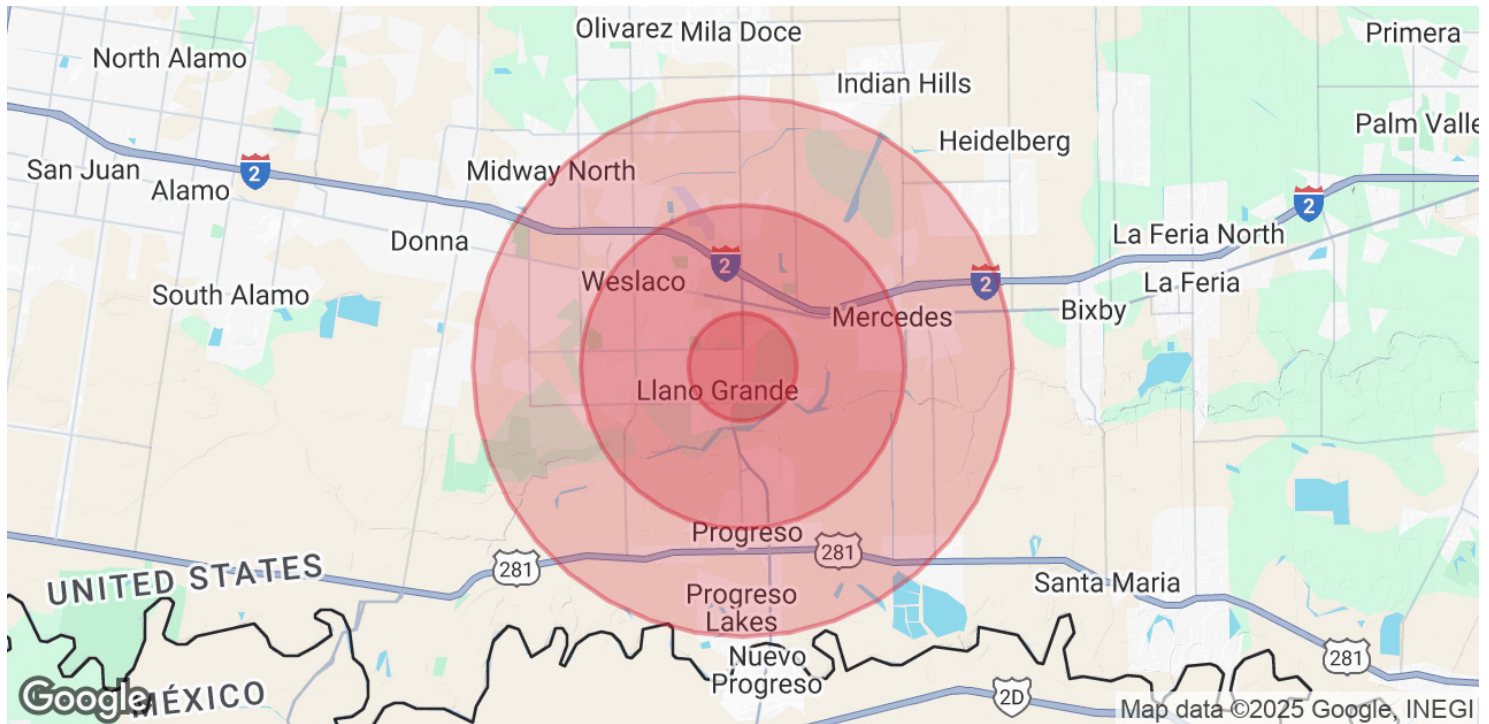 Olivarez
Mila Doce
Primera
North Alamo
Indian Hills
Palm Valle
Heidelberg
San Juan
2
Midway North
Alamo
2
Donna
La Feria North
2
Weslaco
2
La Feria
South Alamo
Mercedes
Bixby
Llano Grande
Progreso
281
281
UNITED STATES
Santa Maria
Progreso
Lakes
Nuevo
Progreso
281
Google
MÉXICO
2D
Map data ©2025 Google, INEGI